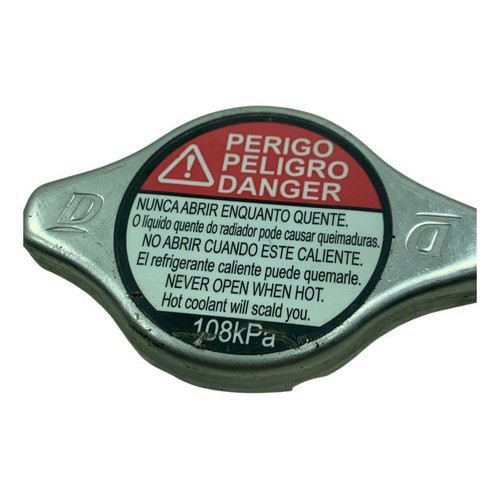 PERIGO
PELIGRO
DANGER
D
D
NUNCA ABRIR ENQUANTO QUENTE.
O líquido quente do radiador pode causar queimaduras.
NO ABRIR CUANDO ESTE CALIENTE.
El refrigerante caliente puede quemarle.
NEVER OPEN WHEN HOT.
Hot coolant will scald you.
108kPa